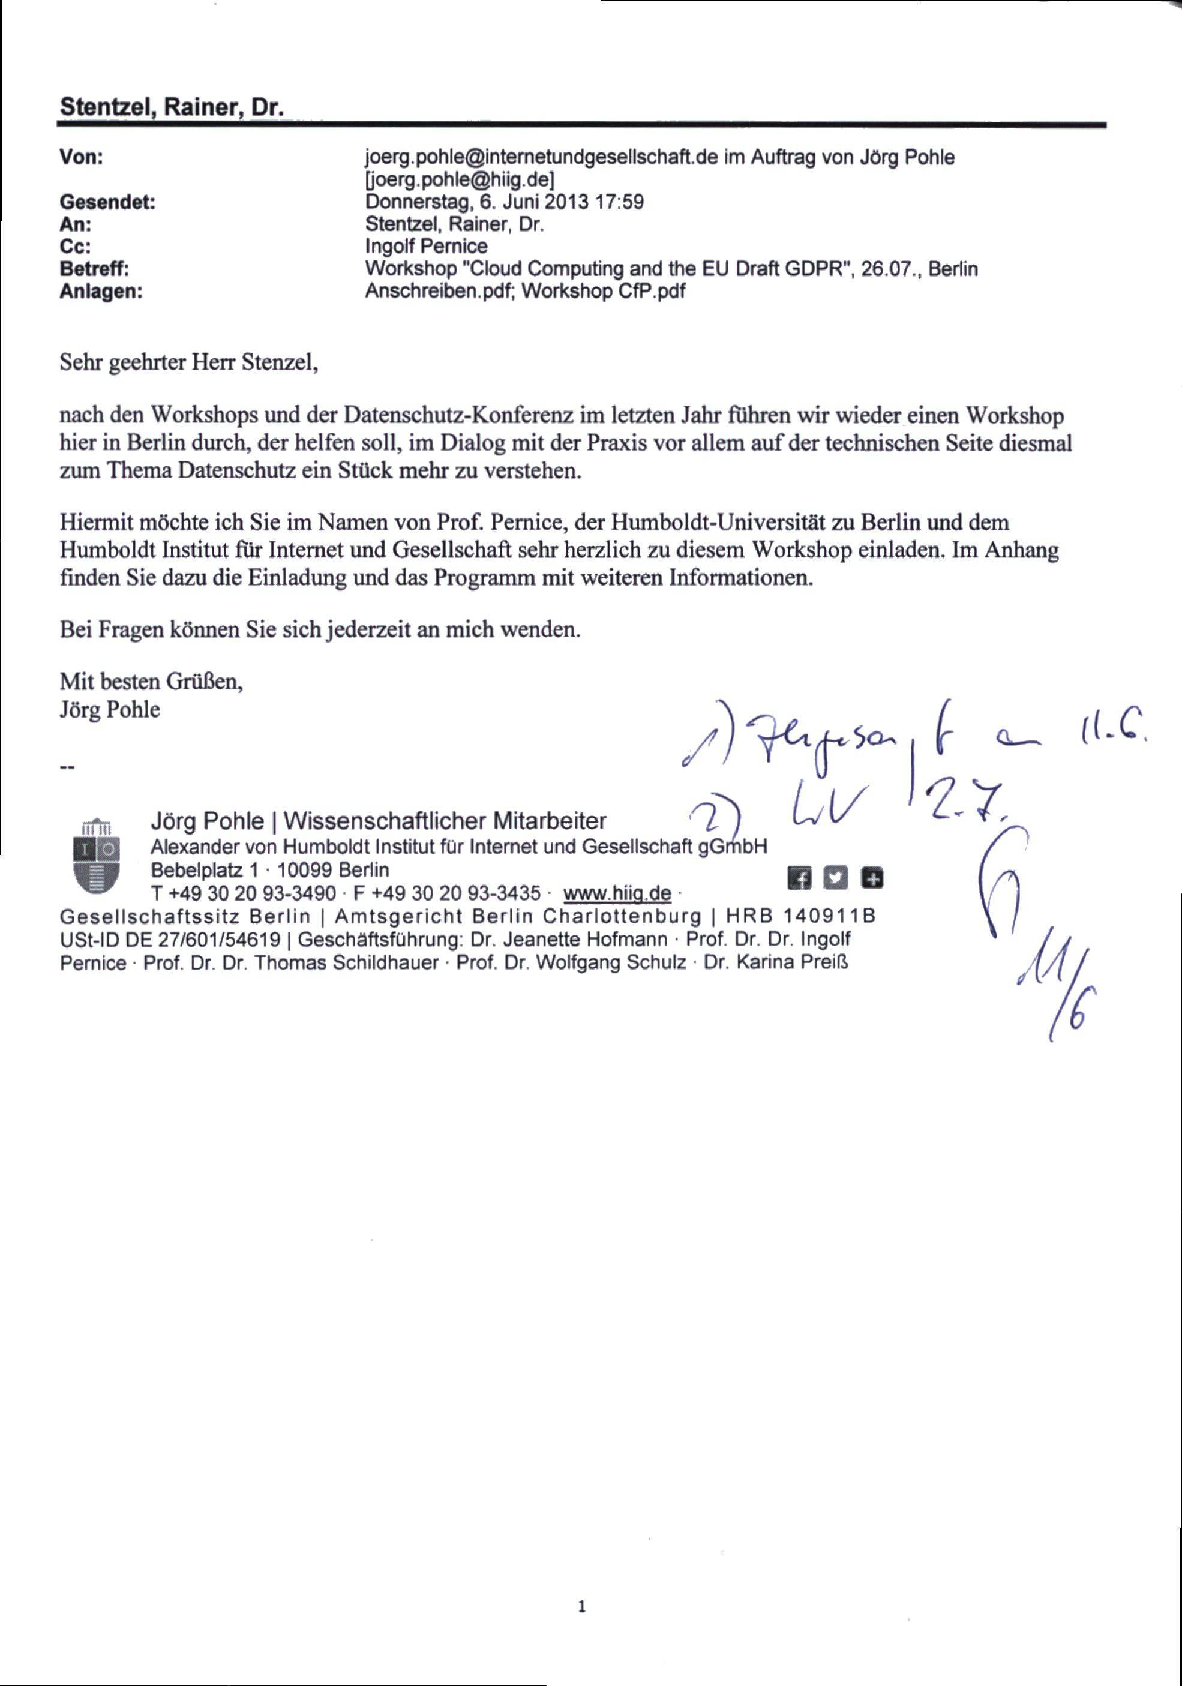 Stentzel, Rainer, Dr.
Von: joerg.pohle@internetundgesellschaft.de im Auftrag von Jörg Pohle
[joerg.pohle@hiig.de]
Gesendet: Donnerstag, 6. Juni 2013 17:59
An: Stentzel, Rainer, Dr.
Cc: Ingolf Pernice
Betreff: Workshop "Cloud Computing and the EU Draft GDPR", 26.07., Berlin
Anlagen: Anschreiben.pdf; Workshop CfP.pdf
Sehr geehrter Herr Stenzel,
nach den Workshops und der Datenschutz-Konferenz im letzten Jahr führen wir wieder einen Workshop
hier in Berlin durch, der helfen soll, im Dialog mit der Praxis vor allem auf der technischen Seite diesmal
zum Thema Datenschutz ein Stück mehr zu verstehen.
Hiermit möchte ich Sie im Namen von Prof. Pernice, der Humboldt-Universität zu Berlin und dem
Humboldt Institut für Internet und Gesellschaft sehr herzlich zu diesem Workshop einladen. Im Anhang
finden Sie dazu die Einladung und das Programm mit weiteren Informationen.
Bei Fragen können Sie sich jederzeit an mich wenden.
Mit besten Grüßen,
Jörg Pohle
--
1) am 11.6.
2) WV 2.7.
11/6
I O
Jörg Pohle | Wissenschaftlicher Mitarbeiter
Alexander von Humboldt Institut für Internet und Gesellschaft gGmbH
Bebelplatz 1 · 10099 Berlin
T +49 30 20 93-3490 · F +49 30 20 93-3435 · www.hiig.de ·
Gesellschaftssitz Berlin | Amtsgericht Berlin Charlottenburg | HRB 140911B
USt-ID DE 27/601/54619 | Geschäftsführung: Dr. Jeanette Hofmann · Prof. Dr. Dr. Ingolf
Pernice · Prof. Dr. Dr. Thomas Schildhauer · Prof. Dr. Wolfgang Schulz · Dr. Karina Preiß
1